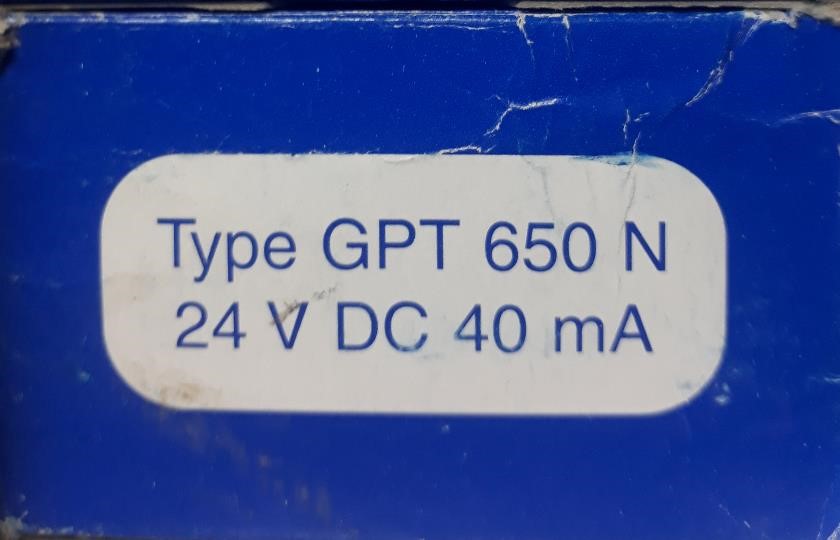 Type GPT 650 N
24 V DC 40 mA